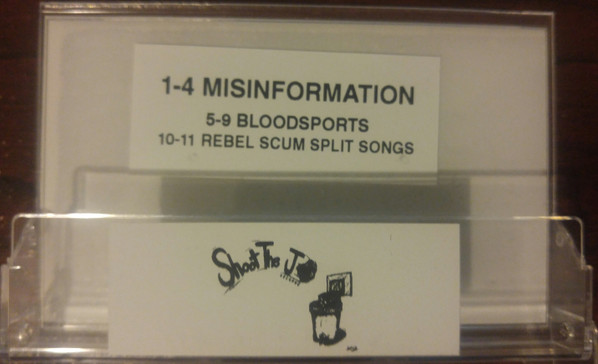 1-4 MISINFORMATION
5-9 BLOODSPORTS
10-11 REBEL SCUM SPLIT SONGS
Shoot The J